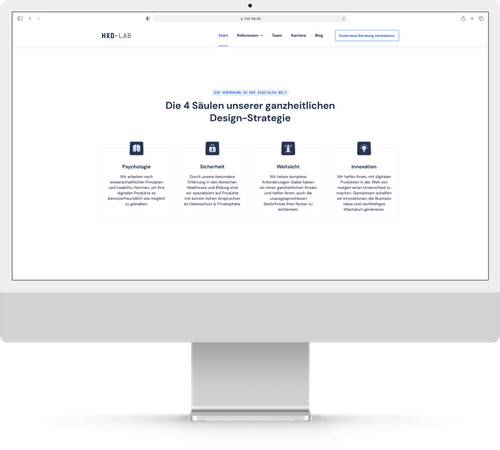 hxd-lab.de
HXD-LAB
Start
Referenzen
Team
Karriere
Blog
Kostenlose Beratung vereinbaren
IHR VORSPRUNG IN DER DIGITALEN WELT
Die 4 Säulen unserer ganzheitlichen
Design-Strategie
Psychologie
Wir arbeiten nach
wissenschaftlichen Prinzipien
und Usability-Normen, um Ihre
digitalen Produkte so
benutzerfreundlich wie möglich
zu gestalten.
Sicherheit
Durch unsere besondere
Erfahrung in den Bereichen
Healthcare und Bildung sind
wir spezialisiert auf Produkte
mit extrem hohen Ansprüchen
an Datenschutz & Privatsphäre.
Weitsicht
Wir lieben komplexe
Anforderungen. Dabei haben
wir einen ganzheitlichen Ansatz
und helfen Ihnen, auch die
unausgesprochenen
Bedürfnisse Ihrer Nutzer zu
entdecken.
Innovation
Wir helfen Ihnen, mit digitalen
Produkten in der Welt von
morgen einen Unterschied zu
machen. Gemeinsam schaffen
wir Innovationen, die Business
Value und nachhaltiges
Wachstum generieren.